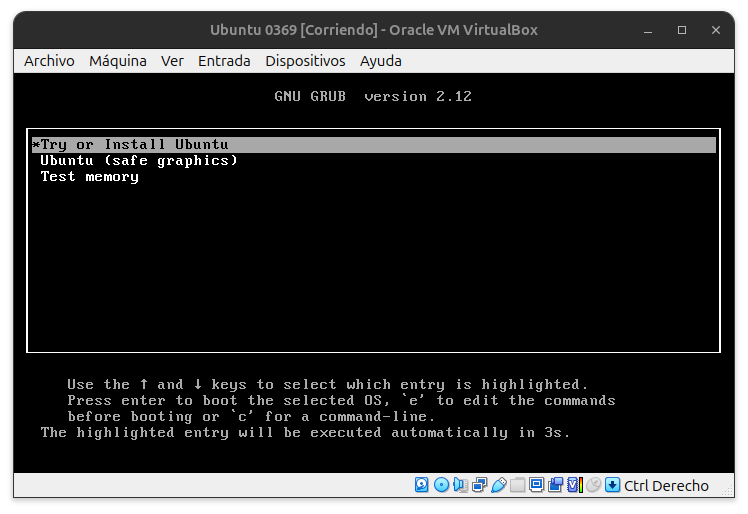 Ubuntu 0369 [Corriendo] - Oracle VM VirtualBox
Archivo Máquina Ver Entrada Dispositivos Ayuda
GNU GRUB version 2.12
*Try or Install Ubuntu
Ubuntu (safe graphics)
Test memory
Use the ↑ and ↓ keys to select which entry is highlighted.
Press enter to boot the selected OS, `e' to edit the commands
before booting or `c' for a command-line.
The highlighted entry will be executed automatically in 3s.
Ctrl Derecho